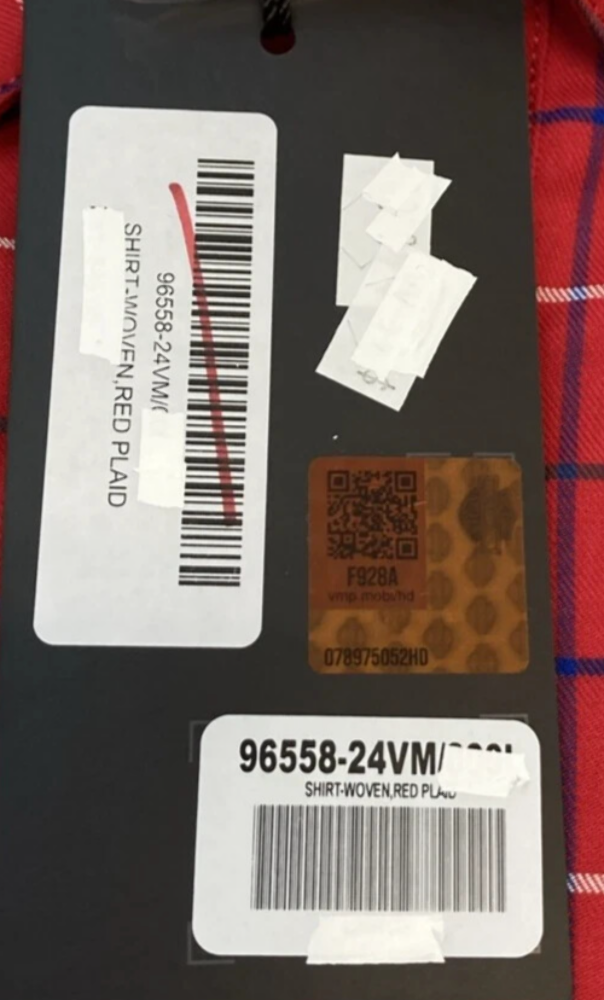 96558-24VM/
SHIRT-WOVEN,RED PLAID
F928A
vmp.mobi/hd
078975052HD
96558-24VM/
SHIRT-WOVEN,RED PLAID